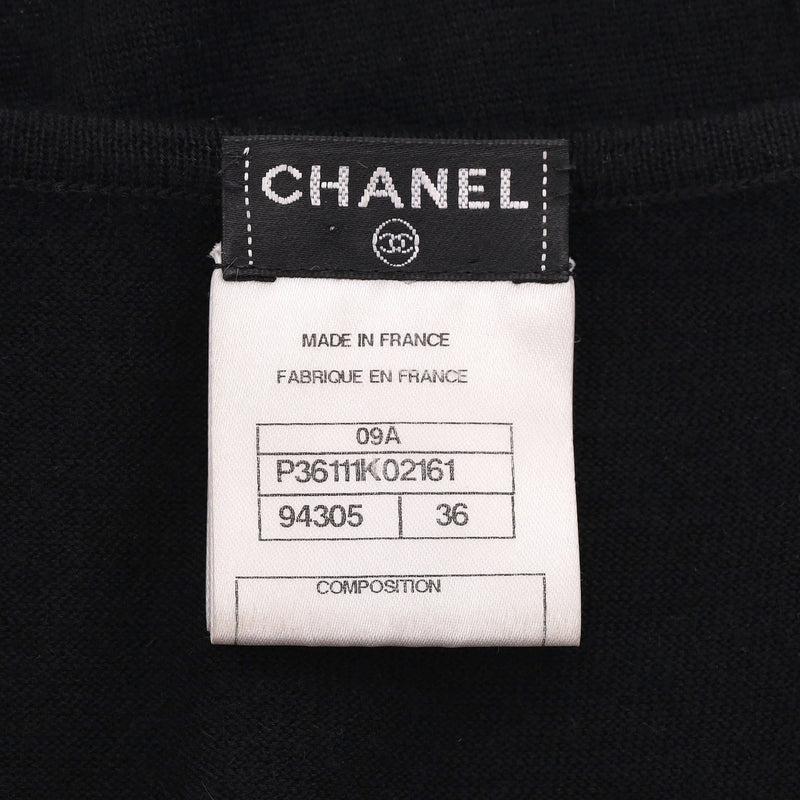 CHANEL
MADE IN FRANCE
FABRIQUE EN FRANCE
09A
P36111K02161
94305 36
COMPOSITION